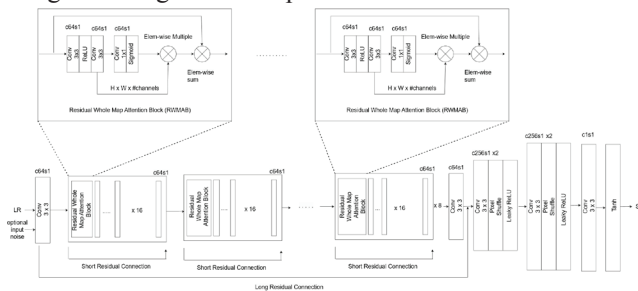 c64s1 c64s1 c64s1 Elem-wise Multiple
Conv 3x3
ReLU
Conv 3x3
Conv 1x1
Sigmoid
Elem-wise sum
H x W x #channels
Residual Whole Map Attention Block (RWMAB)
c64s1 c64s1 c64s1 Elem-wise Multiple
Conv 3x3
ReLU
Conv 3x3
Conv 1x1
Sigmoid
Elem-wise sum
H x W x #channels
Residual Whole Map Attention Block (RWMAB)
LR
optional input noise
c64s1
Conv 3 x 3
Residual Whole Map Attention Block
x 16
c64s1
Short Residual Connection
Residual Whole Map Attention Block
x 16
c64s1
Short Residual Connection
Residual Whole Map Attention Block
x 16
c64s1
Short Residual Connection
x 8
c64s1
Conv 3 x 3
c256s1 x2
Conv 3 x 3
Pixel Shuffle
Leaky ReLU
c256s1 x2
Conv 3 x 3
Pixel Shuffle
Leaky ReLU
c1s1
Conv 3 x 3
Tanh
Long Residual Connection